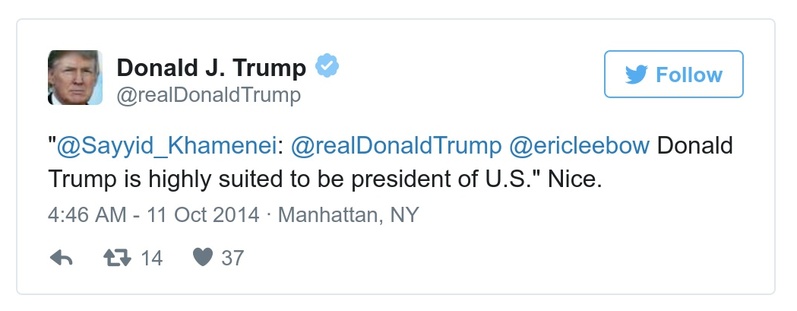 Donald J. Trump
@realDonaldTrump
Follow
"@Sayyid_Khamenei: @realDonaldTrump @ericleebow Donald
Trump is highly suited to be president of U.S." Nice.
4:46 AM - 11 Oct 2014 · Manhattan, NY
14 37